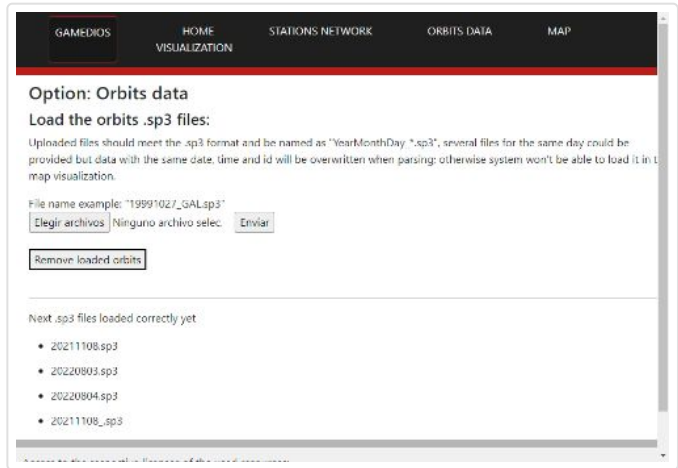 GAMEDIOS HOME VISUALIZATION STATIONS NETWORK ORBITS DATA MAP
Option: Orbits data
Load the orbits .sp3 files:
Uploaded files should meet the .sp3 format and be named as "YearMonthDay_*.sp3", several files for the same day could be
provided but data with the same date, time and id will be overwritten when parsing; otherwise system won't be able to load it in t
map visualization.
File name example: "19991027_GAL.sp3"
Elegir archivos Ninguno archivo selec. Enviar
Remove loaded orbits
Next .sp3 files loaded correctly yet
20211108.sp3
20220803.sp3
20220804.sp3
20211108_.sp3